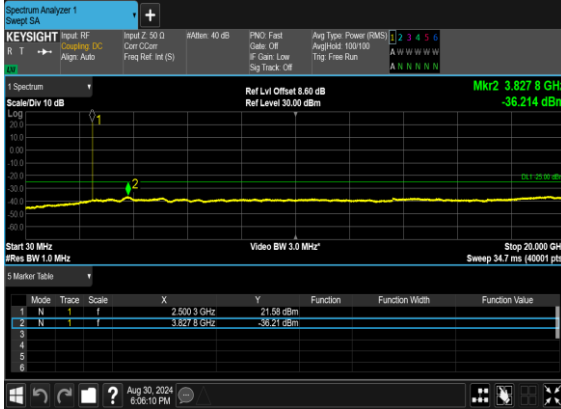 Spectrum Analyzer 1
Swept SA
+
KEYSIGHT Input: RF Input Z: 50 Ω #Atten: 40 dB PNO: Fast Avg Type: Power (RMS) 1 2 3 4 5 6
R T Coupling: DC Corr CCorr Gate: Off Avg|Hold: 100/100 A W W W W W
Align: Auto Freq Ref: Int (S) IF Gain: Low Trig: Free Run
Sig Track: Off A N N N N N
1 Spectrum Ref Lvl Offset 8.60 dB Mkr2 3.827 8 GHz
Scale/Div 10 dB Ref Level 30.00 dBm -36.214 dBm
Log
20.0
10.0
0.00
-10.0
-20.0
-30.0
-40.0
-50.0
-60.0
1
2
Start 30 MHz Video BW 3.0 MHz* Stop 20.000 GH
#Res BW 1.0 MHz Sweep 34.7 ms (40001 pts
5 Marker Table
Mode Trace Scale X Y Function Function Width Function Value
1 N 1 f 2.500 3 GHz 21.58 dBm
2 N 1 f 3.827 8 GHz -36.21 dBm
3
4
5
6
? Aug 30, 2024
6:06:10 PM